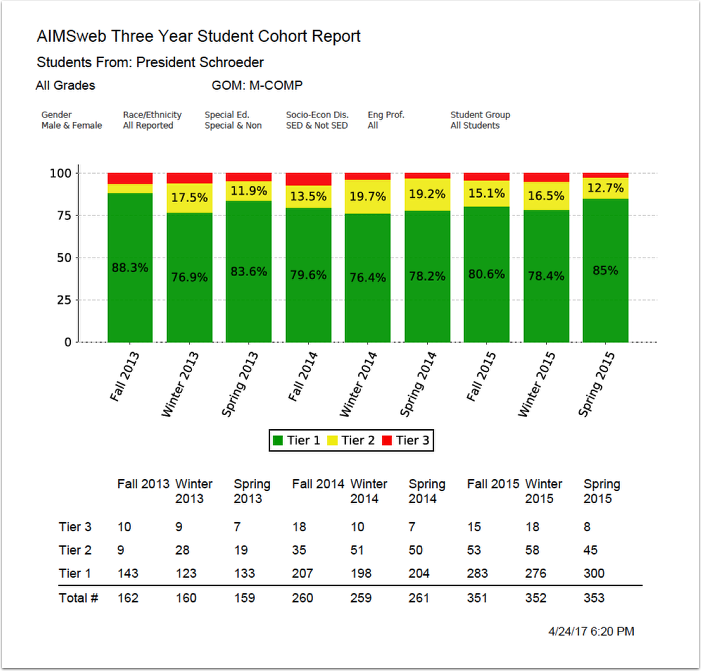 AIMSweb Three Year Student Cohort Report
Students From: President Schroeder
All Grades GOM: M-COMP
Gender Race/Ethnicity Special Ed. Socio-Econ Dis. Eng Prof. Student Group
Male & Female All Reported Special & Non SED & Not SED All All Students
100
75
50
25
0
17.5% 11.9% 13.5% 19.7% 19.2% 15.1% 16.5% 12.7%
88.3% 76.9% 83.6% 79.6% 76.4% 78.2% 80.6% 78.4% 85%
Fall 2013 Winter 2013 Spring 2013 Fall 2014 Winter 2014 Spring 2014 Fall 2015 Winter 2015 Spring 2015
Tier 1 Tier 2 Tier 3
Fall 2013 Winter Spring Fall 2014 Winter Spring Fall 2015 Winter Spring
2013 2013 2014 2014 2015 2015
Tier 3 10 9 7 18 10 7 15 18 8
Tier 2 9 28 19 35 51 50 53 58 45
Tier 1 143 123 133 207 198 204 283 276 300
Total # 162 160 159 260 259 261 351 352 353
4/24/17 6:20 PM